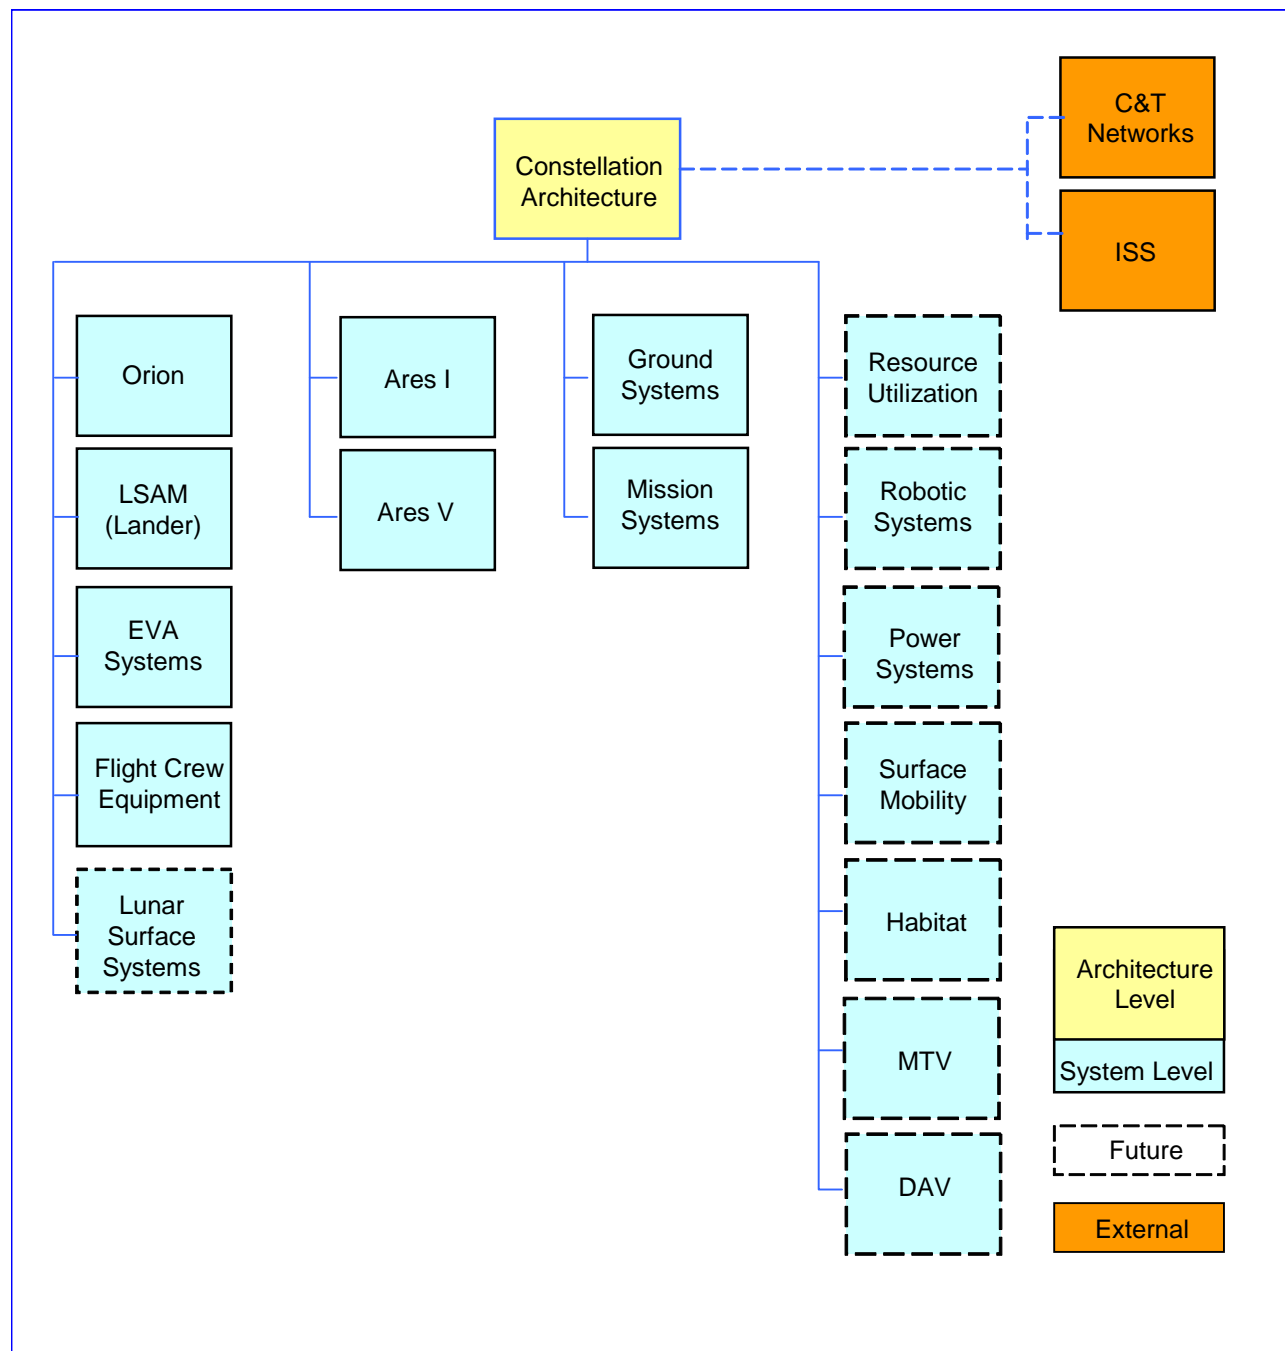 C&T
Networks
Constellation
Architecture
ISS
Orion
LSAM
(Lander)
EVA
Systems
Flight Crew
Equipment
Lunar
Surface
Systems
Ares I
Ares V
Ground
Systems
Mission
Systems
Resource
Utilization
Robotic
Systems
Power
Systems
Surface
Mobility
Habitat
MTV
DAV
Architecture
Level
System Level
Future
External